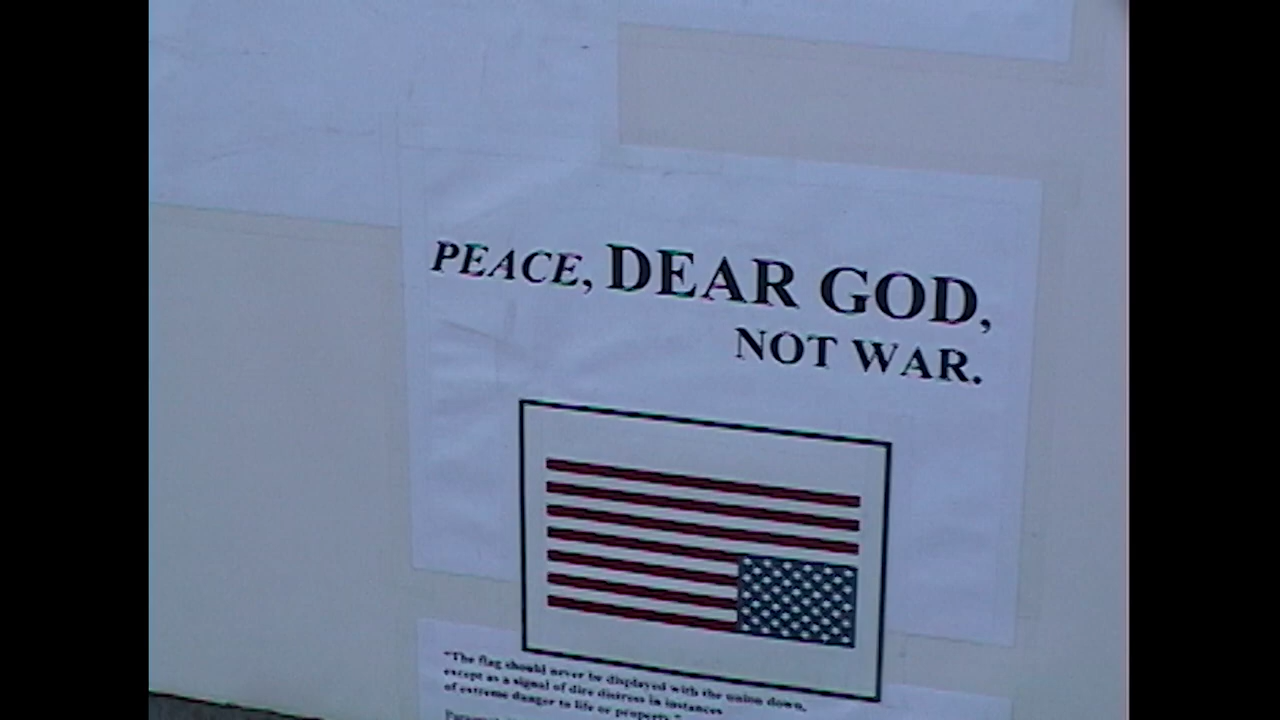 PEACE, DEAR GOD,
NOT WAR.
"The flag should never be displayed with the union down,
except as a signal of dire distress in instances
of extreme danger to life or property."